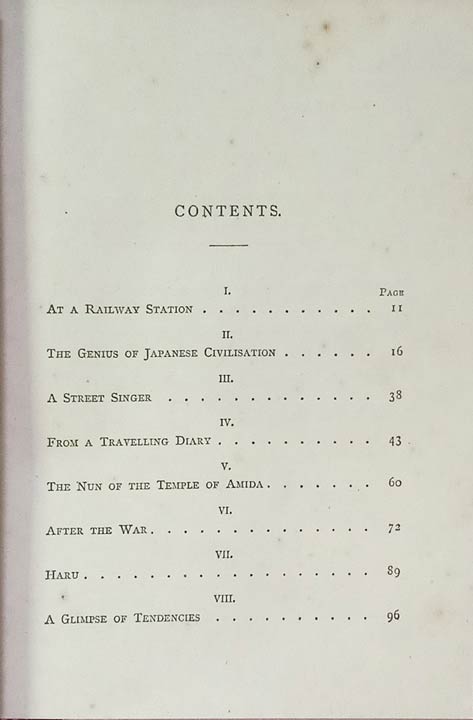 CONTENTS.
I.
PAGE
AT A RAILWAY STATION . . . . . . . . . . . 11
II.
THE GENIUS OF JAPANESE CIVILISATION . . . . . . 16
III.
A STREET SINGER . . . . . . . . . . . . . 38
IV.
FROM A TRAVELLING DIARY . . . . . . . . . . 43
V.
THE NUN OF THE TEMPLE OF AMIDA . . . . . . . 60
VI.
AFTER THE WAR . . . . . . . . . . . . . . 72
VII.
HARU . . . . . . . . . . . . . . . . . . 89
VIII.
A GLIMPSE OF TENDENCIES . . . . . . . . . . 96